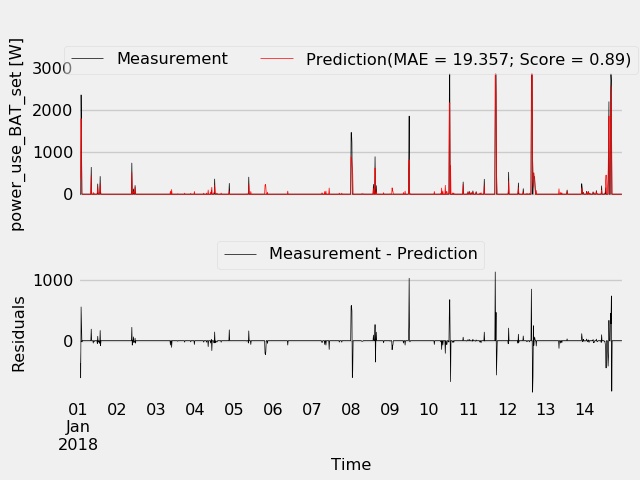 Measurement
Prediction(MAE = 19.357; Score = 0.89)
power_use_BAT_set [W]
3000
2000
1000
0
Measurement - Prediction
Residuals
1000
0
01 02 03 04 05 06 07 08 09 10 11 12 13 14
Jan
2018
Time